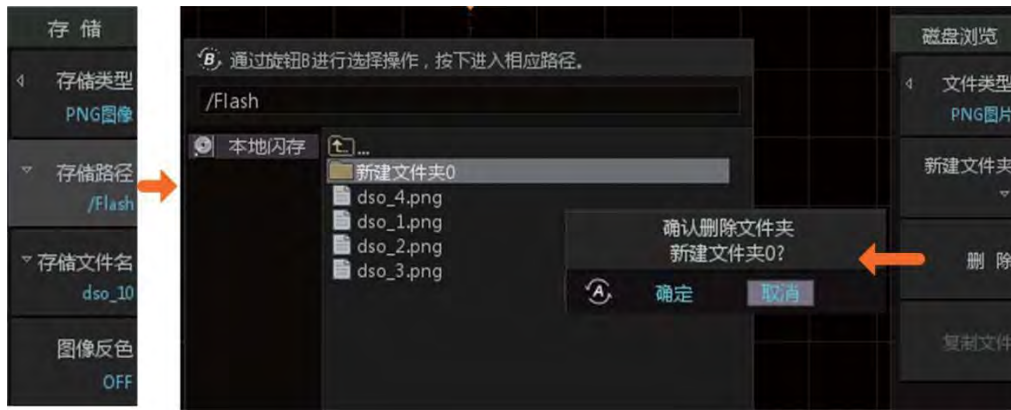 存 储
存储类型
PNG图像
存储路径
/Flash
存储文件名
dso_10
图像反色
OFF
B 通过旋钮B进行选择操作，按下进入相应路径。
/Flash
本地闪存
...
新建文件夹0
dso_4.png
dso_1.png
dso_2.png
dso_3.png
确认删除文件夹
新建文件夹0?
A 确定 取消
磁盘浏览
文件类型
PNG图片
新建文件夹
删 除
复制文件